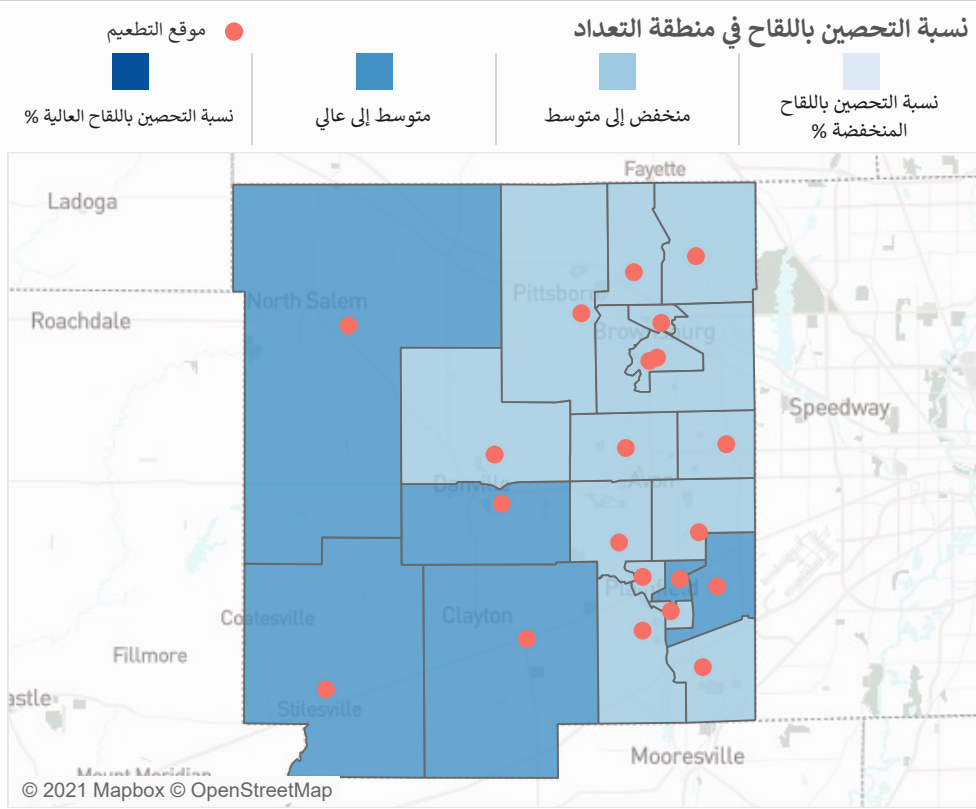 نسبة التحصين باللقاح في منطقة التعداد
موقع التطعيم
نسبة التحصين باللقاح
المنخفضة %
منخفض إلى متوسط
متوسط إلى عالي
نسبة التحصين باللقاح العالية %
Fayette
Ladoga
North Salem
Pittsboro
Roachdale
Brownsburg
Speedway
Danville
Avon
Plainfield
Coatesville
Clayton
Fillmore
astle
Stilesville
Mooresville
Mount Meridian
© 2021 Mapbox © OpenStreetMap